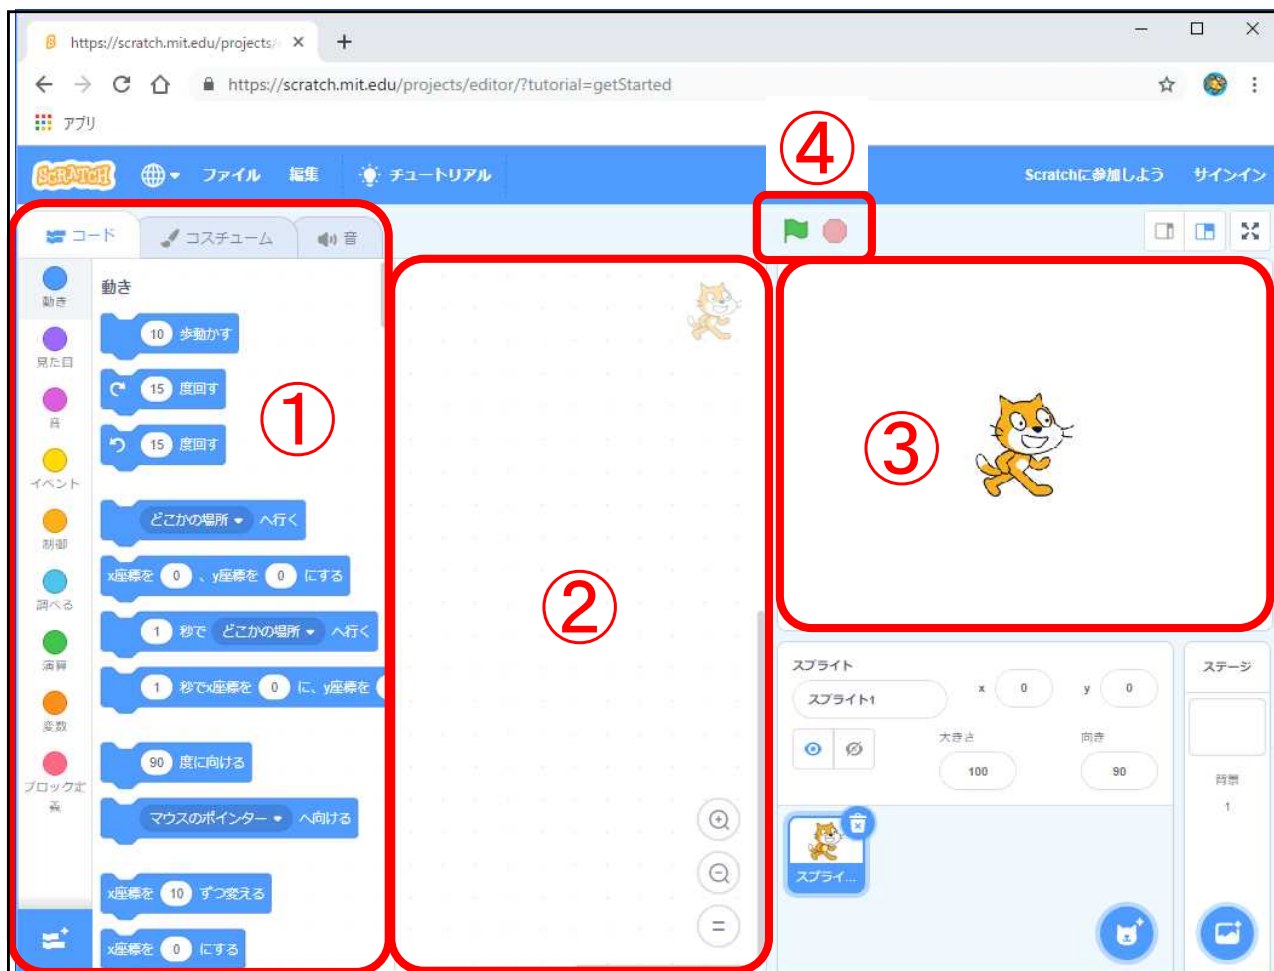 https://scratch.mit.edu/projects/
https://scratch.mit.edu/projects/editor/?tutorial=getStarted
アプリ
④
SCRATCH ファイル 編集 チュートリアル Scratchに参加しよう サインイン
コード コスチューム 音
動き
見た目
音
イベント
制御
調べる
演算
変数
ブロック定
義
動き
10 歩動かす
15 度回す
15 度回す
どこかの場所 へ行く
x座標を 0 、y座標を 0 にする
1 秒で どこかの場所 へ行く
1 秒でx座標を 0 に、y座標を
90 度に向ける
マウスのポインター へ向ける
x座標を 10 ずつ変える
x座標を 0 にする
①
②
③
スプライト
スプライト1 x 0 y 0
大きさ 向き
100 90
スプライ...
ステージ
背景
1